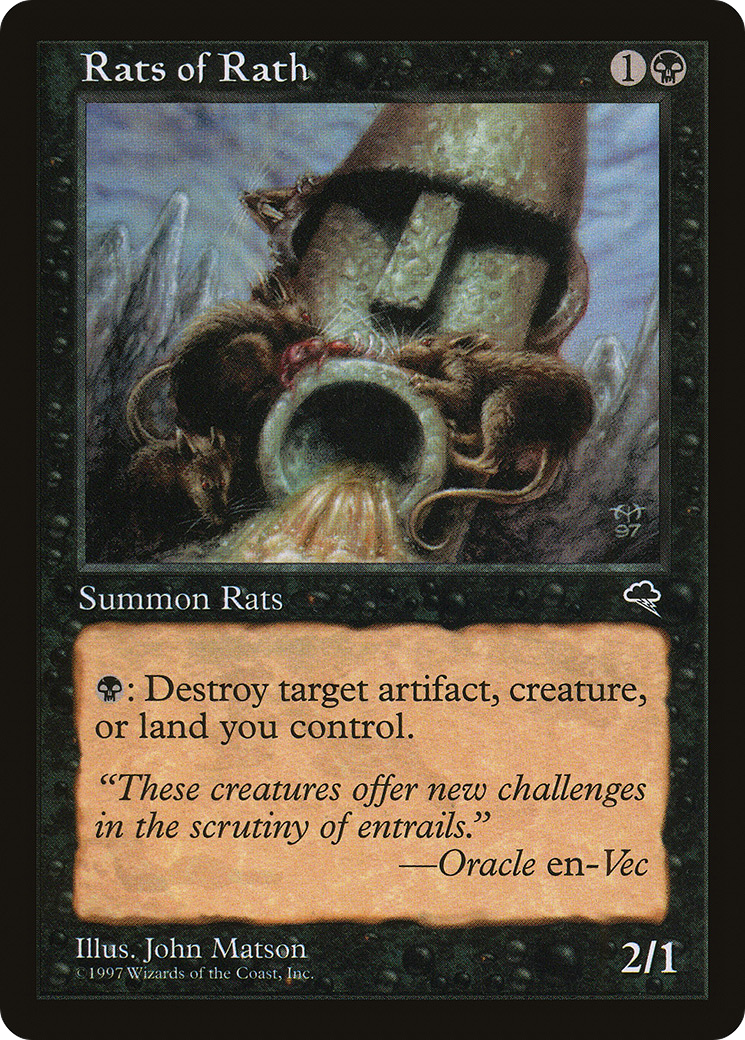 Rats of Rath 1
97
Summon Rats
: Destroy target artifact, creature,
or land you control.
“These creatures offer new challenges
in the scrutiny of entrails.”
—Oracle en-Vec
Illus. John Matson
©1997 Wizards of the Coast, Inc.
2/1